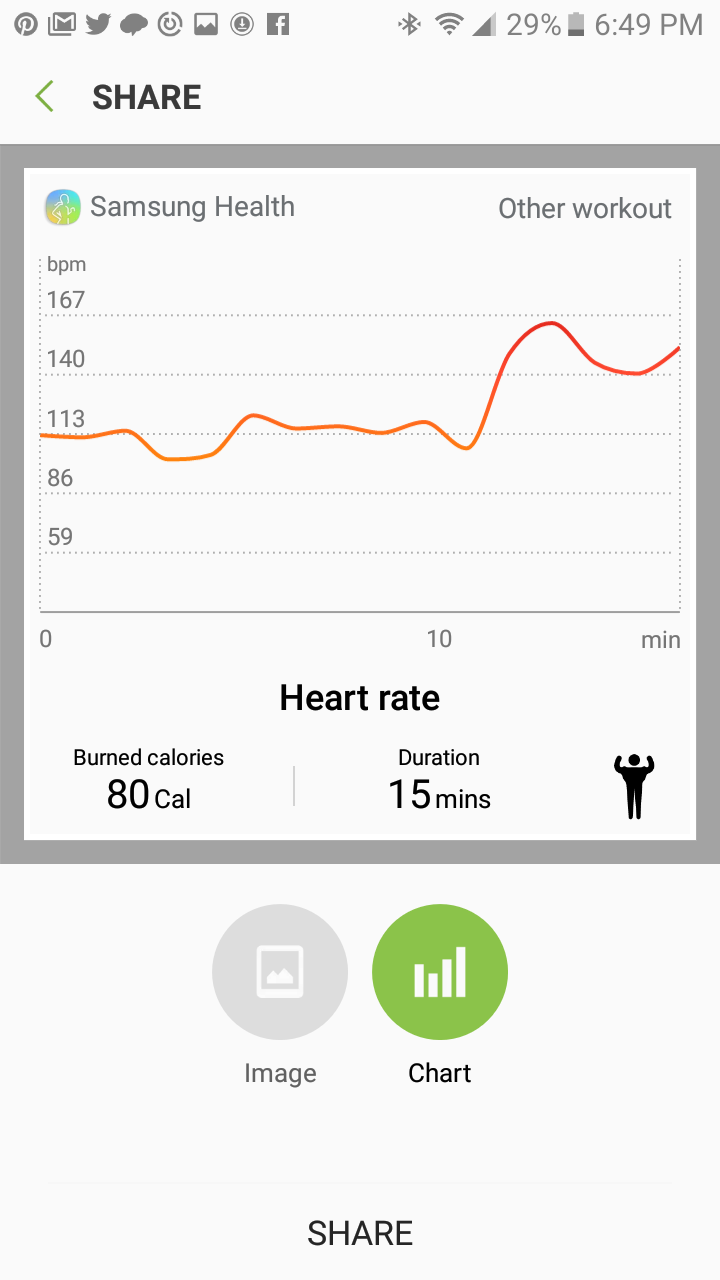 29% 6:49 PM
SHARE
Samsung Health
Other workout
bpm
167
140
113
86
59
0 10 min
Heart rate
Burned calories
80 Cal
Duration
15 mins
Image
Chart
SHARE